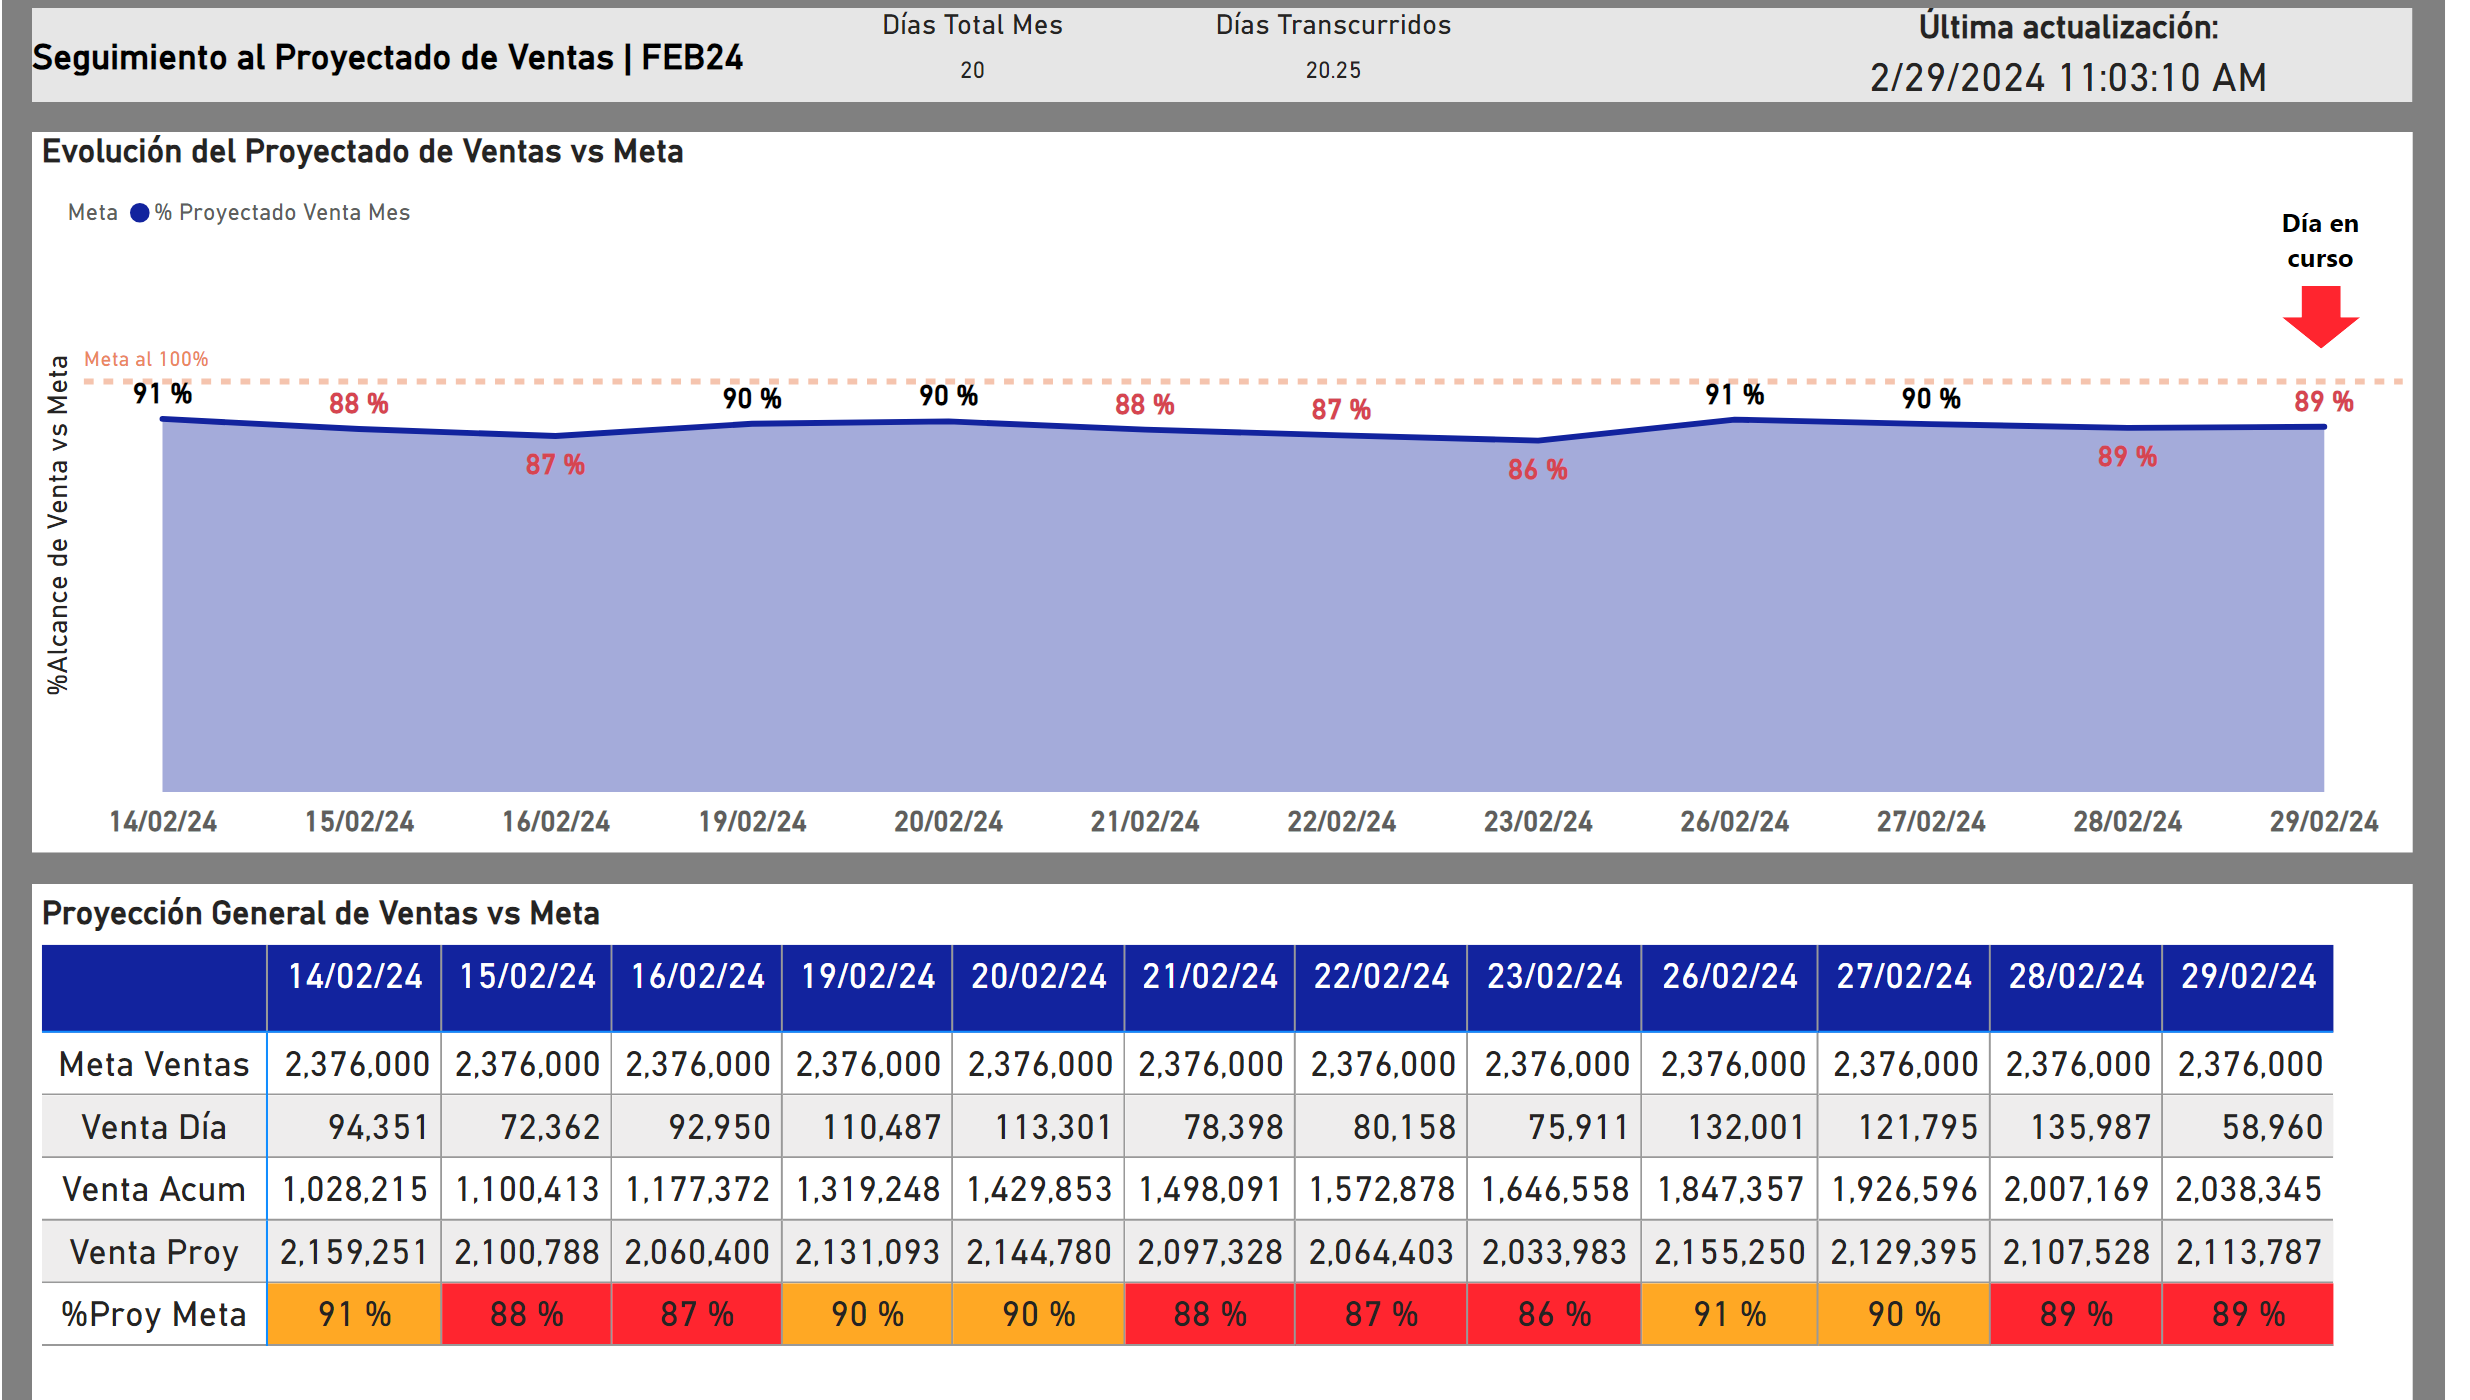 Seguimiento al Proyectado de Ventas | FEB24
Días Total Mes
20
Días Transcurridos
20.25
Última actualización:
2/29/2024 11:03:10 AM
Evolución del Proyectado de Ventas vs Meta
Meta % Proyectado Venta Mes
Día en
curso
%Alcance de Venta vs Meta
Meta al 100%
91 % 88 % 87 % 90 % 90 % 88 % 87 % 86 % 91 % 90 % 89 % 89 %
14/02/24 15/02/24 16/02/24 19/02/24 20/02/24 21/02/24 22/02/24 23/02/24 26/02/24 27/02/24 28/02/24 29/02/24
Proyección General de Ventas vs Meta
14/02/24 15/02/24 16/02/24 19/02/24 20/02/24 21/02/24 22/02/24 23/02/24 26/02/24 27/02/24 28/02/24 29/02/24
Meta Ventas 2,376,000 2,376,000 2,376,000 2,376,000 2,376,000 2,376,000 2,376,000 2,376,000 2,376,000 2,376,000 2,376,000 2,376,000
Venta Día 94,351 72,362 92,950 110,487 113,301 78,398 80,158 75,911 132,001 121,795 135,987 58,960
Venta Acum 1,028,215 1,100,413 1,177,372 1,319,248 1,429,853 1,498,091 1,572,878 1,646,558 1,847,357 1,926,596 2,007,169 2,038,345
Venta Proy 2,159,251 2,100,788 2,060,400 2,131,093 2,144,780 2,097,328 2,064,403 2,033,983 2,155,250 2,129,395 2,107,528 2,113,787
%Proy Meta 91 % 88 % 87 % 90 % 90 % 88 % 87 % 86 % 91 % 90 % 89 % 89 %